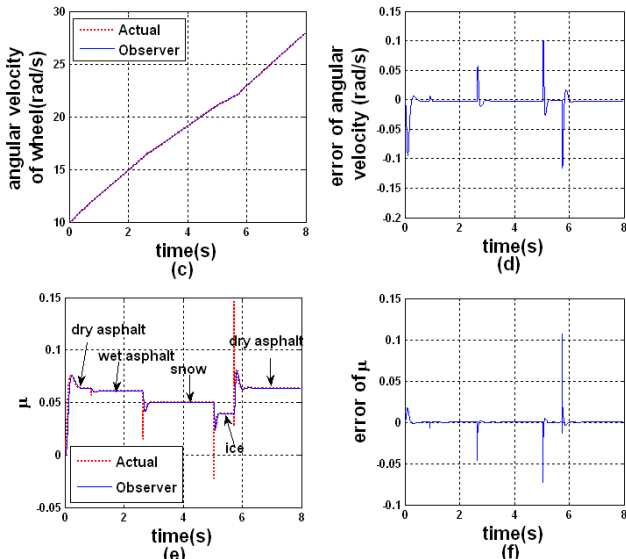 30
25
20
15
10
0
2
4
6
8
Actual
Observer
angular velocity
of wheel(rad/s)
time(s)
(c)
0.1
0.05
0
-0.05
-0.1
-0.15
-0.2
0
2
4
6
8
error of angular
velocity (rad/s)
time(s)
(d)
0.15
0.1
0.05
0
-0.05
0
2
4
6
8
dry asphalt
wet asphalt
snow
dry asphalt
ice
Actual
Observer
μ
time(s)
(e)
0.15
0.1
0.05
0
-0.05
-0.1
0
2
4
6
8
error of μ
time(s)
(f)